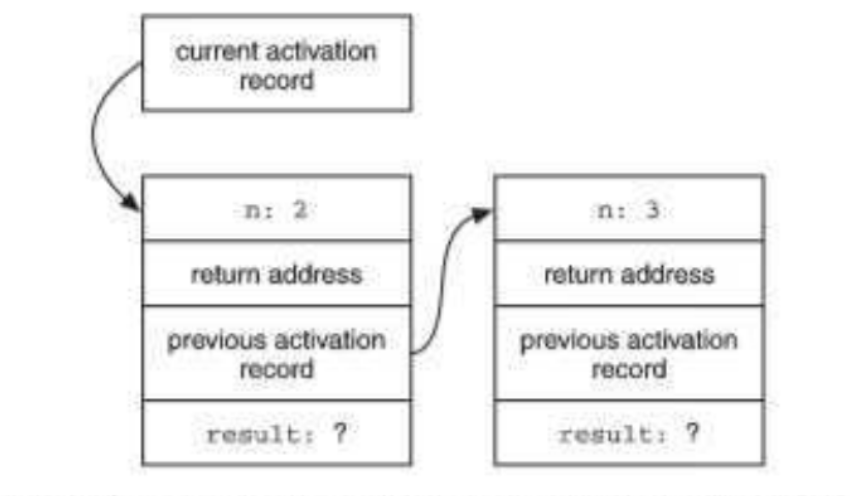 current activation
record
n: 2
return address
previous activation
record
result: ?
n: 3
return address
previous activation
record
result: ?